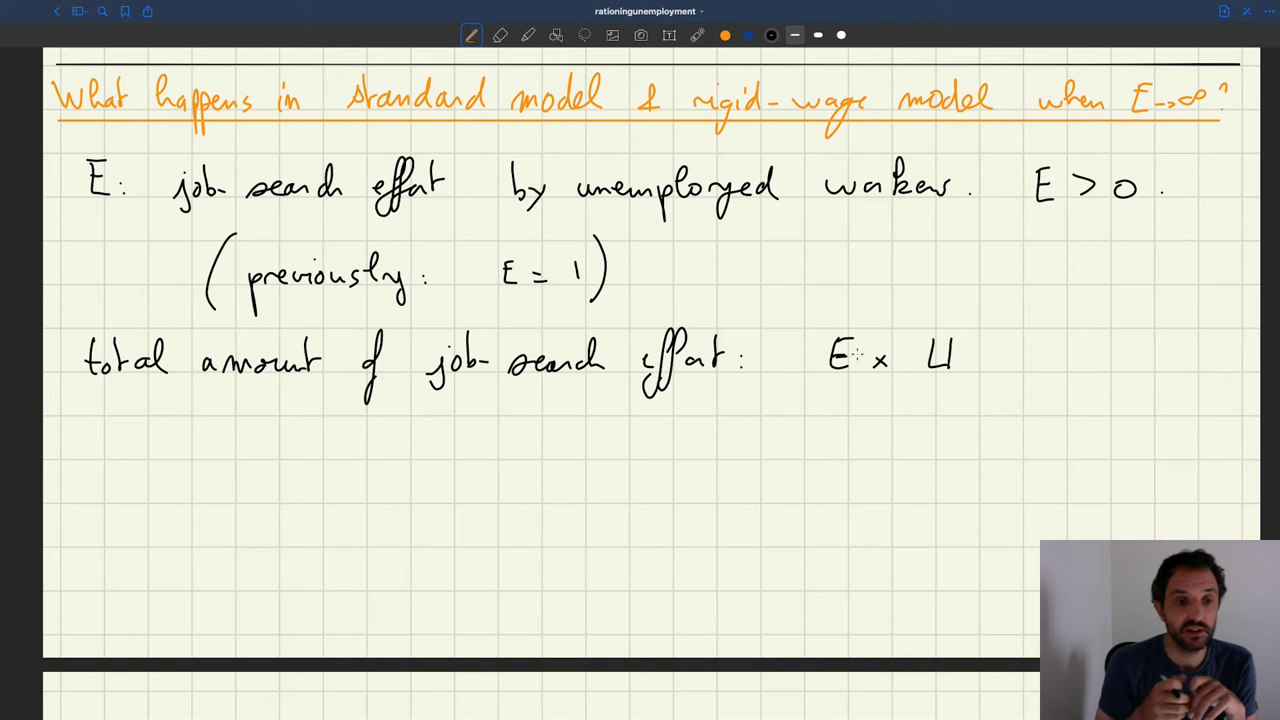 rationingunemployment
What happens in standard model & rigid-wage model when E→∞?
E: job-search effort by unemployed workers. E > 0.
(previously: E = 1)
total amount of job-search effort: E × U